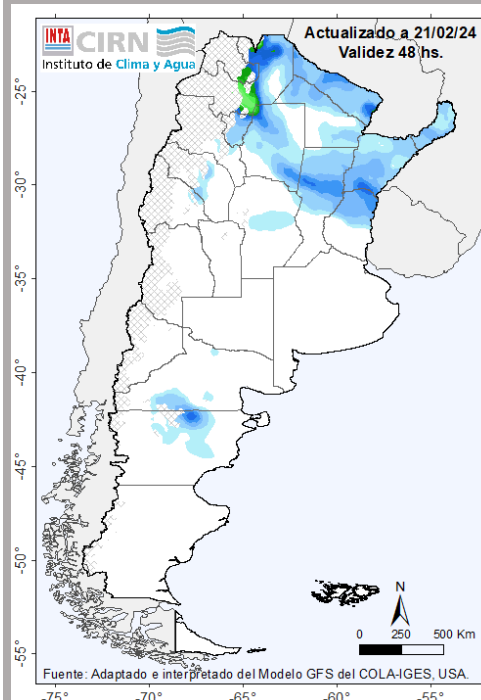 INTA CIRN
Instituto de Clima y Agua
Actualizado a 21/02/24
Validez 48 hs.
-25°
-30°
-35°
-40°
-45°
-50°
-55°
N
0 250 500 Km
Fuente: Adaptado e interpretado del Modelo GFS del COLA-IGES, USA.
-75° -70° -65° -60° -55°